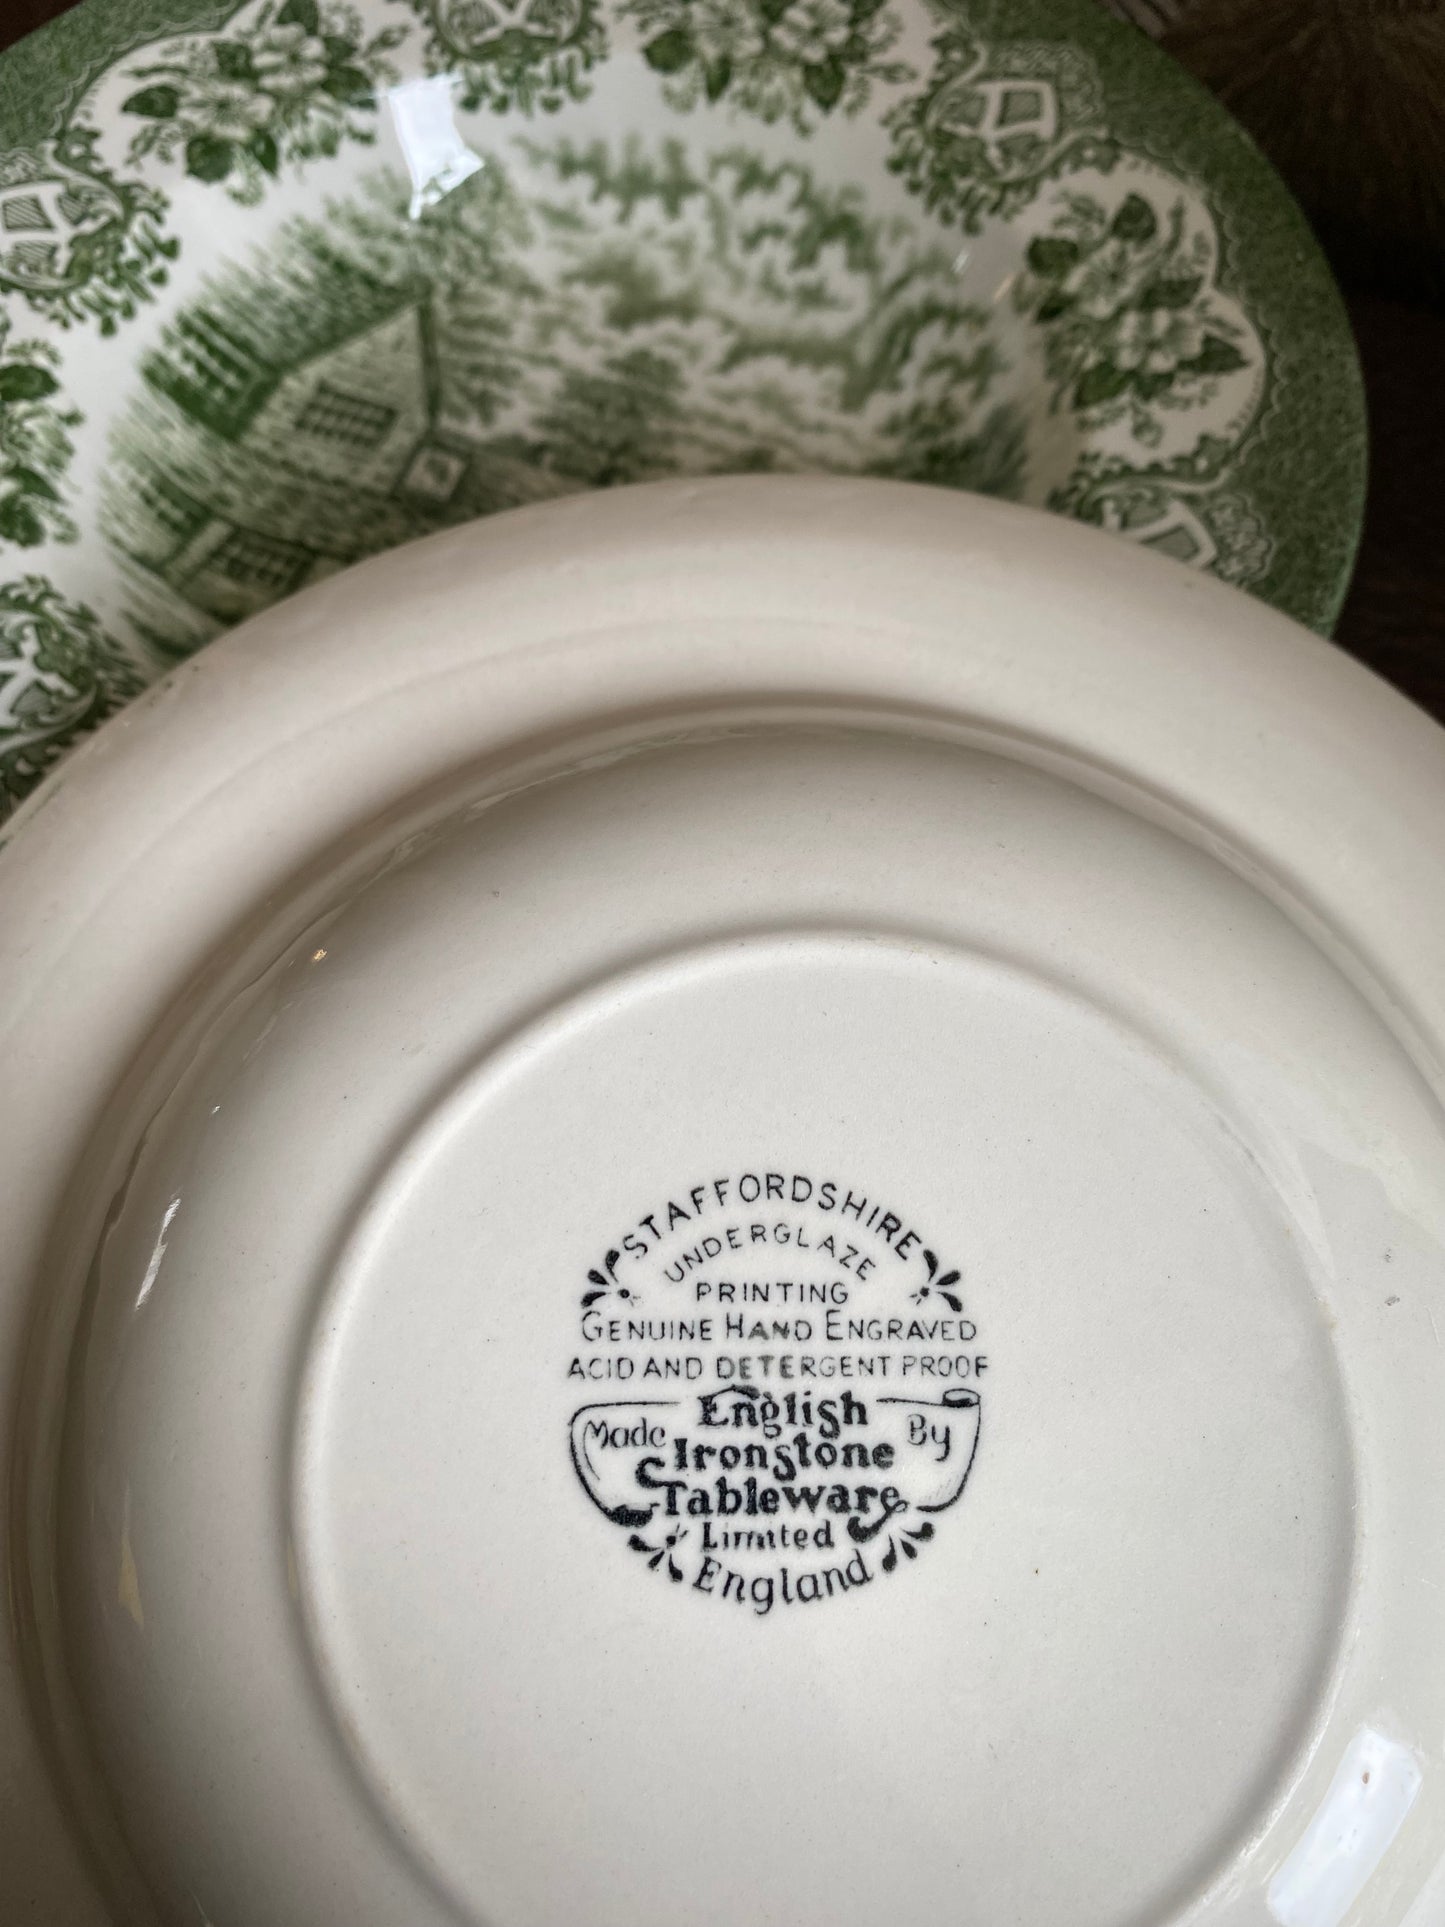 STAFFORDSHIRE
UNDERGLAZE
PRINTING
GENUINE HAND ENGRAVED
ACID AND DETERGENT PROOF
Made English By
Ironstone
Tableware
Limited
England